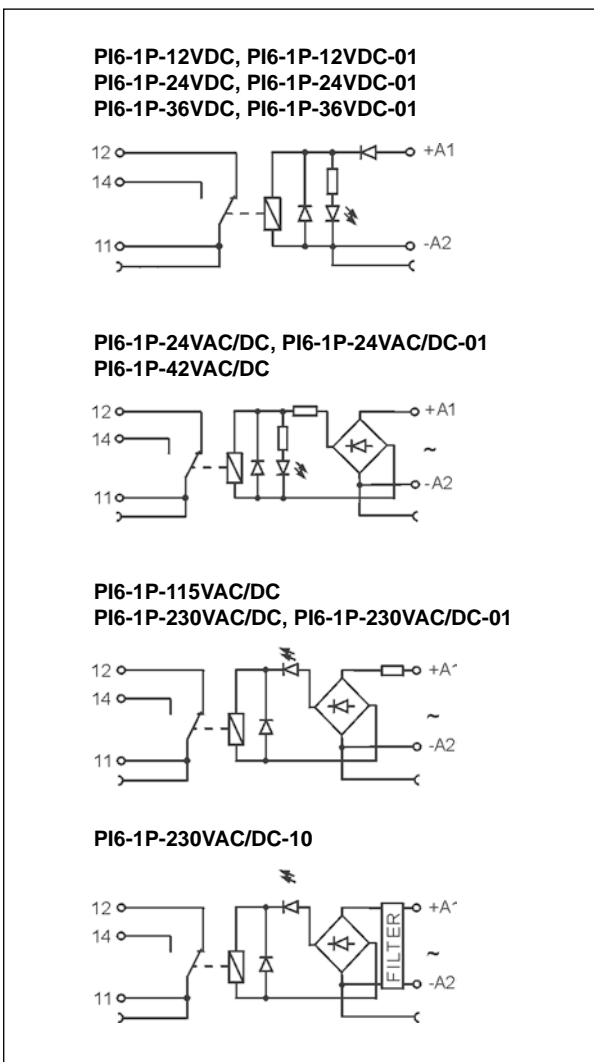 PI6-1P-12VDC, PI6-1P-12VDC-01
PI6-1P-24VDC, PI6-1P-24VDC-01
PI6-1P-36VDC, PI6-1P-36VDC-01
12 +A1
14
11 -A2
PI6-1P-24VAC/DC, PI6-1P-24VAC/DC-01
PI6-1P-42VAC/DC
12 +A1
14 ~
11 -A2
PI6-1P-115VAC/DC
PI6-1P-230VAC/DC, PI6-1P-230VAC/DC-01
12 +A1
14 ~
11 -A2
PI6-1P-230VAC/DC-10
12 +A1
14 FILTER ~
11 -A2